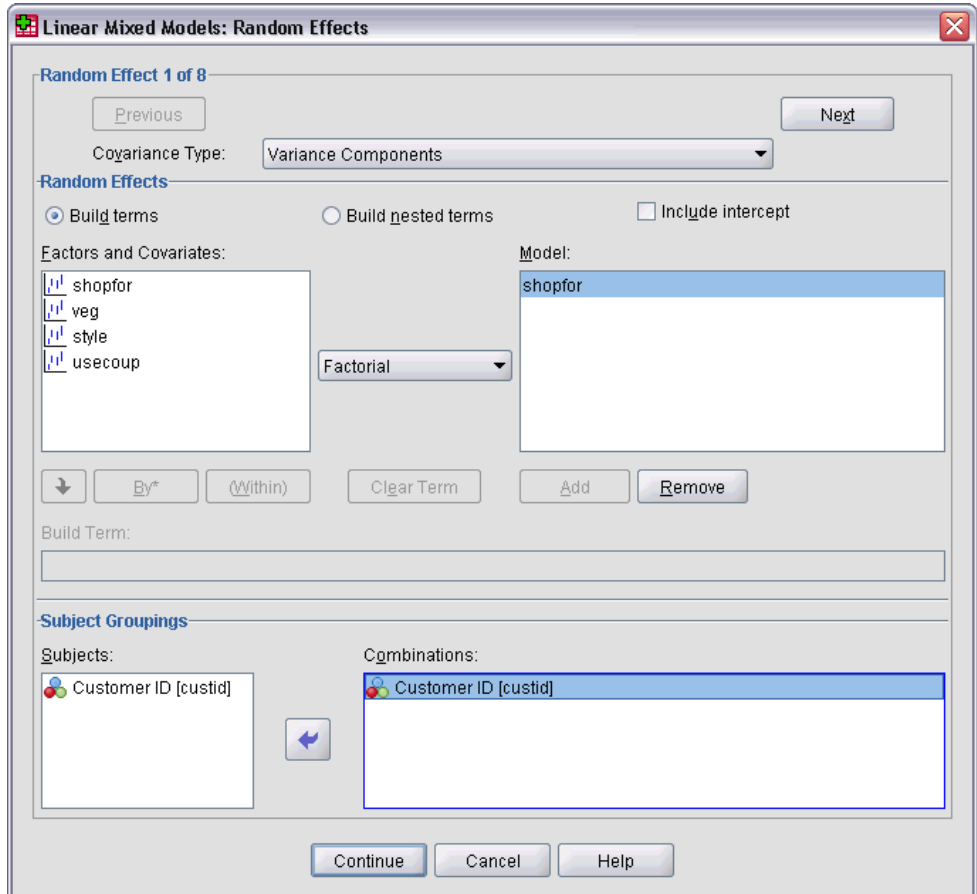 Linear Mixed Models: Random Effects
Random Effect 1 of 8
Previous
Next
Covariance Type:
Variance Components
Random Effects
Build terms
Build nested terms
Include intercept
Factors and Covariates:
Model:
shopfor
veg
style
usecoup
Factorial
shopfor
By*
(Within)
Clear Term
Add
Remove
Build Term:
Subject Groupings
Subjects:
Combinations:
Customer ID [custid]
Customer ID [custid]
Continue
Cancel
Help